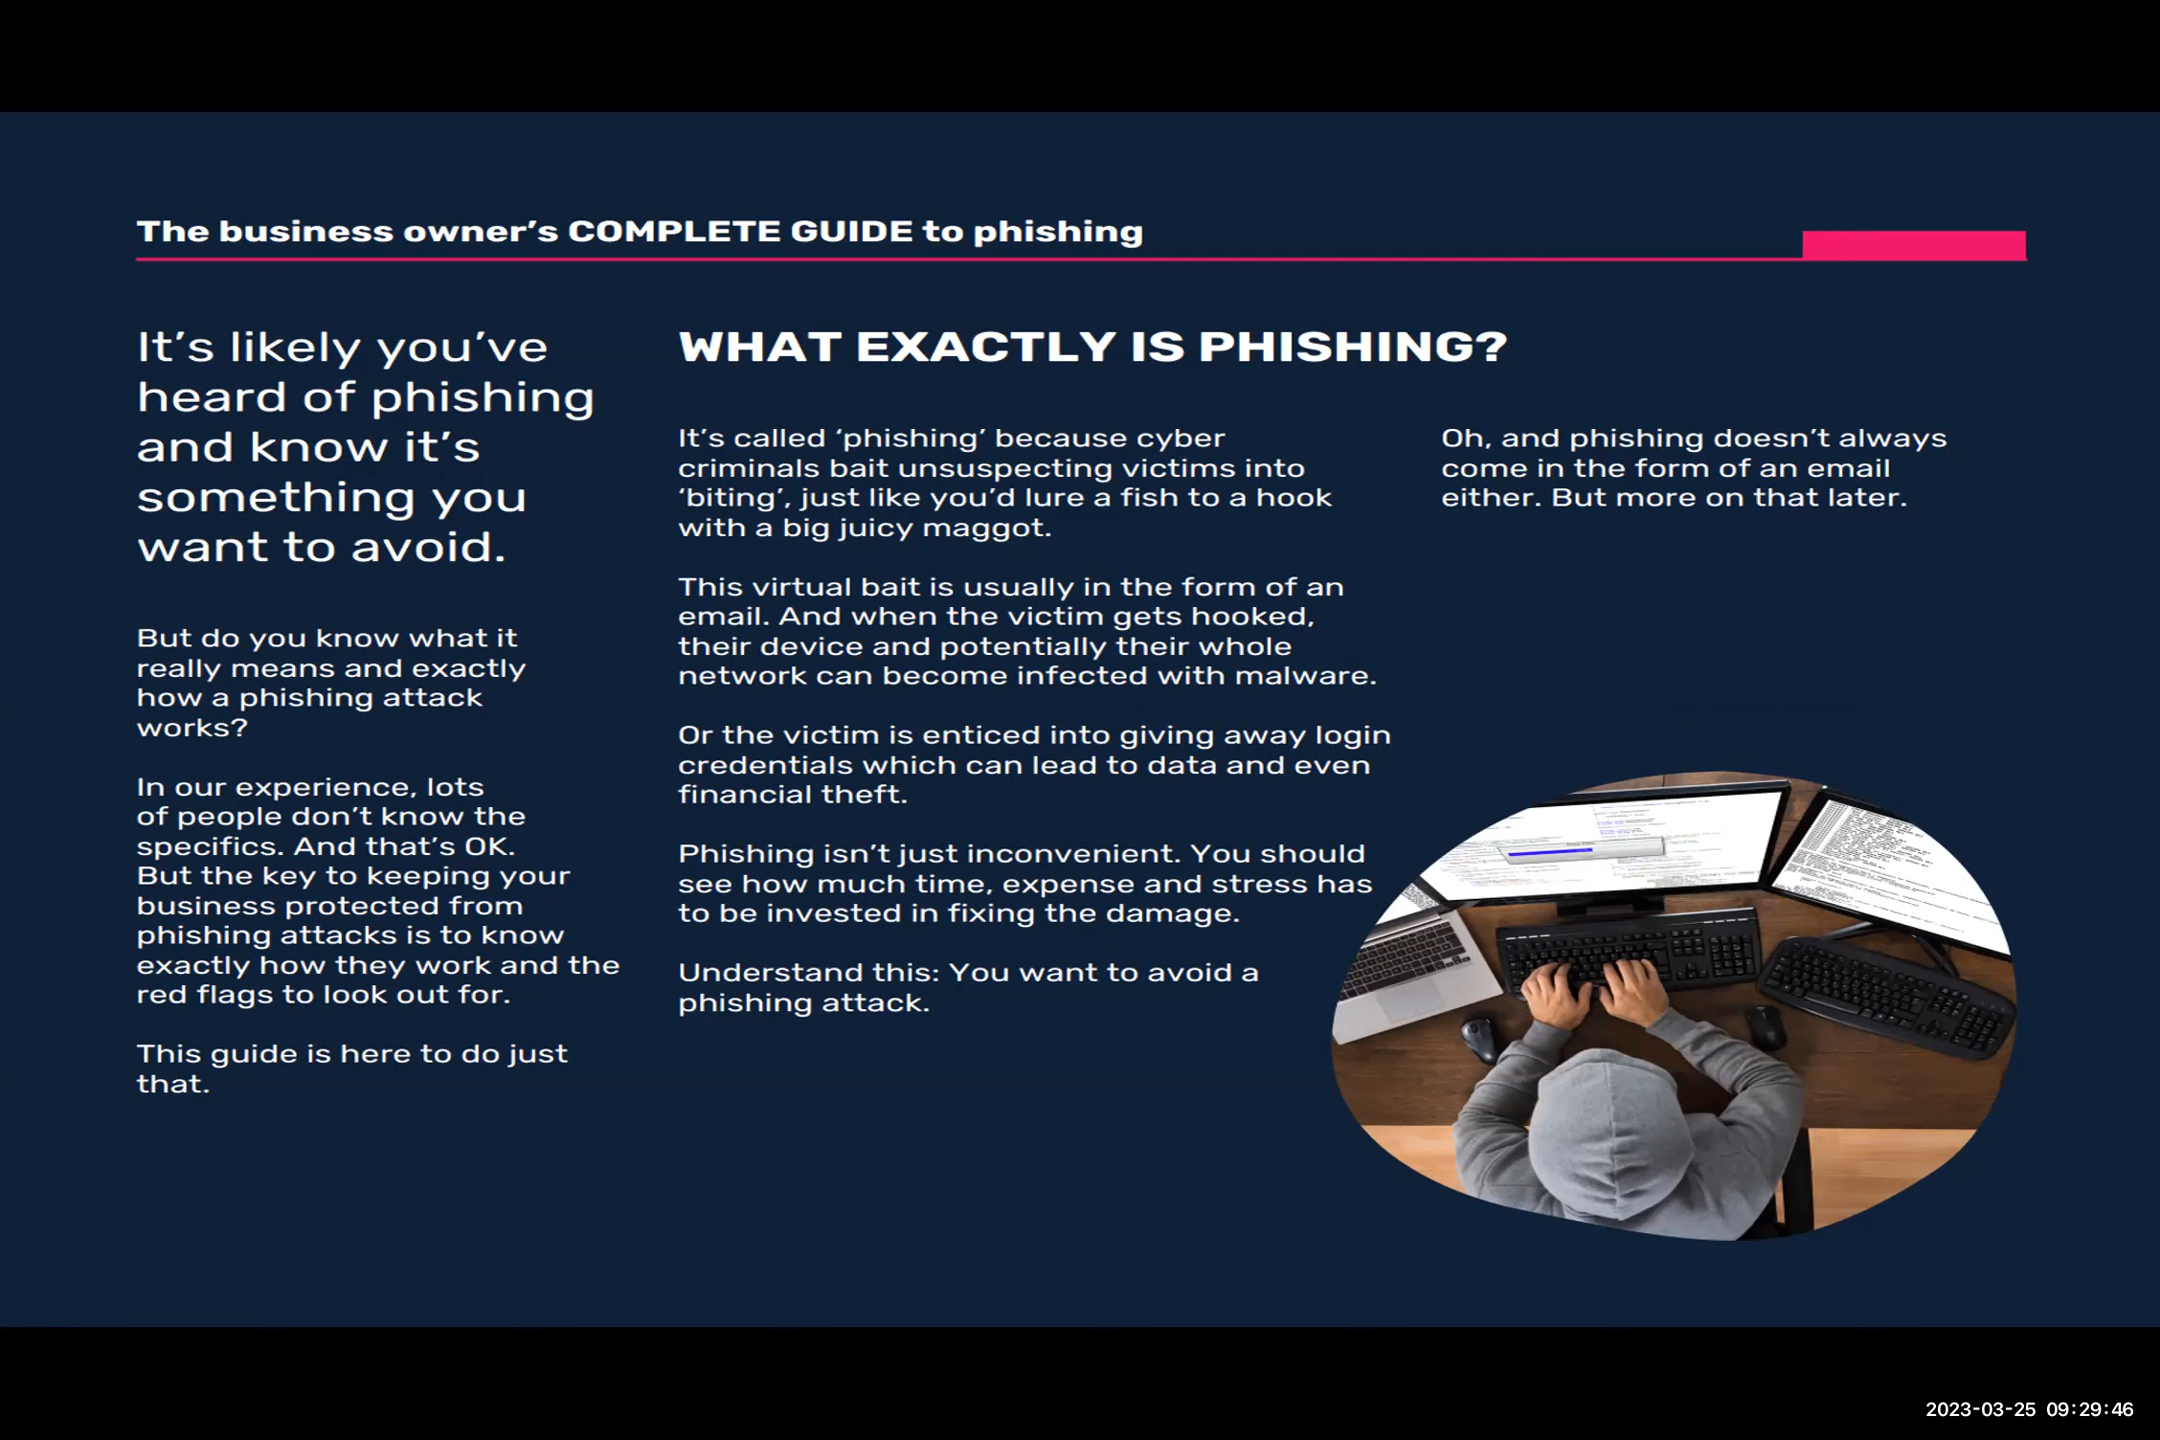 The business owner’s COMPLETE GUIDE to phishing
It’s likely you’ve
heard of phishing
and know it’s
something you
want to avoid.
But do you know what it
really means and exactly
how a phishing attack
works?
In our experience, lots
of people don’t know the
specifics. And that’s OK.
But the key to keeping your
business protected from
phishing attacks is to know
exactly how they work and the
red flags to look out for.
This guide is here to do just
that.
WHAT EXACTLY IS PHISHING?
It’s called ‘phishing’ because cyber
criminals bait unsuspecting victims into
‘biting’, just like you’d lure a fish to a hook
with a big juicy maggot.
This virtual bait is usually in the form of an
email. And when the victim gets hooked,
their device and potentially their whole
network can become infected with malware.
Or the victim is enticed into giving away login
credentials which can lead to data and even
financial theft.
Phishing isn’t just inconvenient. You should
see how much time, expense and stress has
to be invested in fixing the damage.
Understand this: You want to avoid a
phishing attack.
Oh, and phishing doesn’t always
come in the form of an email
either. But more on that later.
2023-03-25 09:29:46